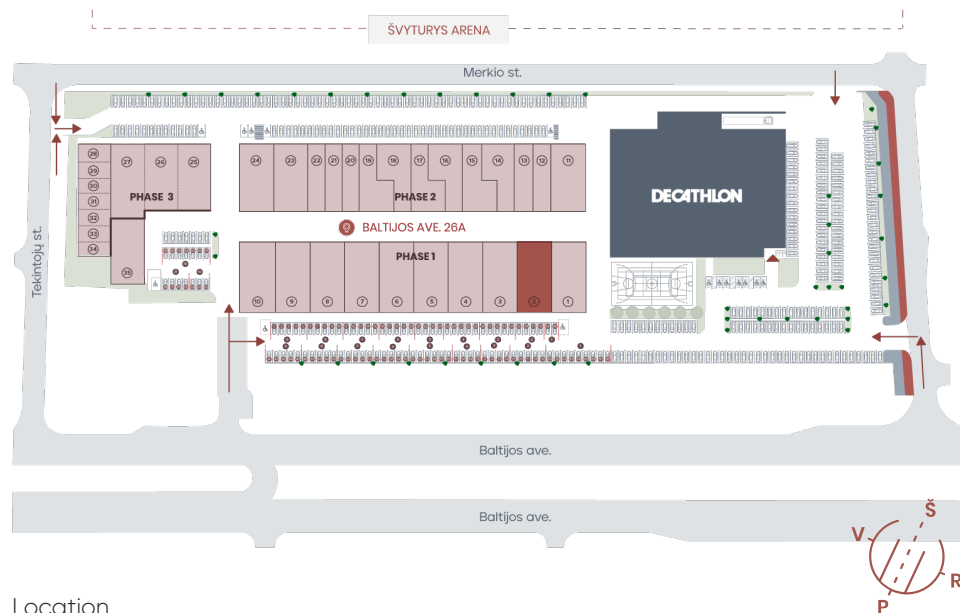 ŠVYTURYS ARENA
Merkio st.
28
29
30
31
32
33
34
27
26
25
PHASE 3
35
24
23
22
21
20
19
18
17
16
15
14
13
12
11
PHASE 2
DECATHLON
BALTIJOS AVE. 26A
PHASE 1
10
9
8
7
6
5
4
3
2
1
Tekintojų st.
Baltijos ave.
Baltijos ave.
Š
V
R
P
Location